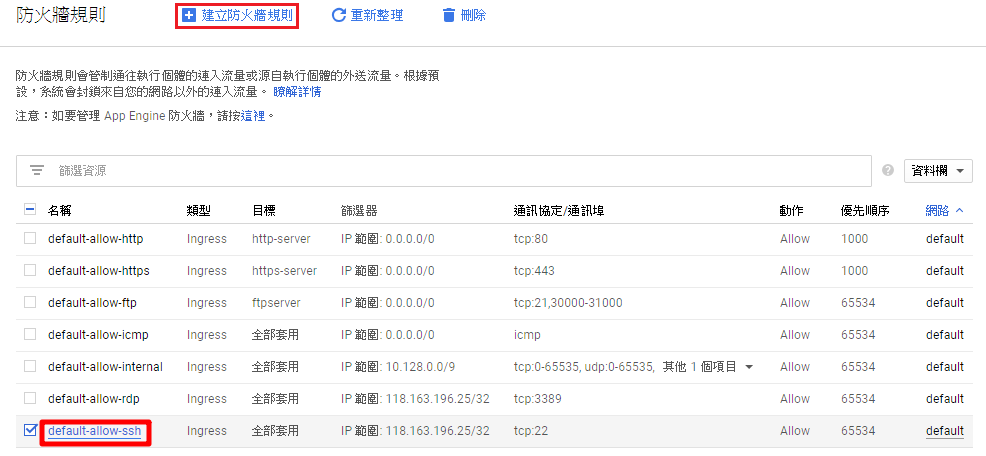 防火牆規則 建立防火牆規則 重新整理 刪除
防火牆規則會管制通往執行個體的連入流量或源自執行個體的外送流量。根據預
設，系統會封鎖來自您的網路以外的連入流量。 瞭解詳情
注意：如要管理 App Engine 防火牆，請按這裡。
篩選資源 ? 資料欄
名稱 類型 目標 篩選器 通訊協定/通訊埠 動作 優先順序 網路
default-allow-http Ingress http-server IP 範圍: 0.0.0.0/0 tcp:80 Allow 1000 default
default-allow-https Ingress https-server IP 範圍: 0.0.0.0/0 tcp:443 Allow 1000 default
default-allow-ftp Ingress ftpserver IP 範圍: 0.0.0.0/0 tcp:21,30000-31000 Allow 65534 default
default-allow-icmp Ingress 全部套用 IP 範圍: 0.0.0.0/0 icmp Allow 65534 default
default-allow-internal Ingress 全部套用 IP 範圍: 10.128.0.0/9 tcp:0-65535, udp:0-65535, 其他 1 個項目 Allow 65534 default
default-allow-rdp Ingress 全部套用 IP 範圍: 118.163.196.25/32 tcp:3389 Allow 65534 default
default-allow-ssh Ingress 全部套用 IP 範圍: 118.163.196.25/32 tcp:22 Allow 65534 default